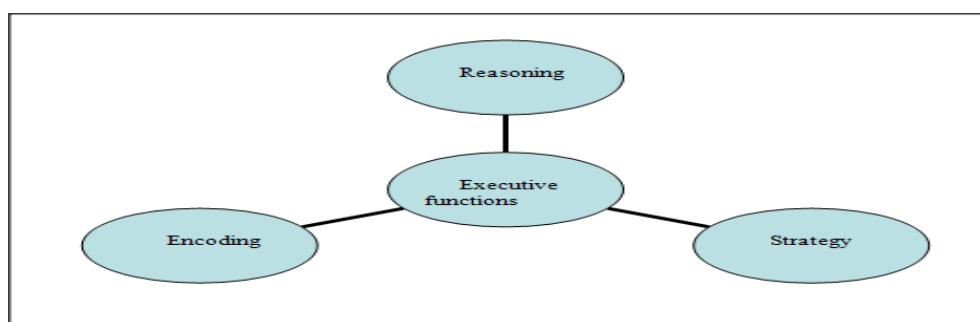 Reasoning
Executive
functions
Encoding
Strategy